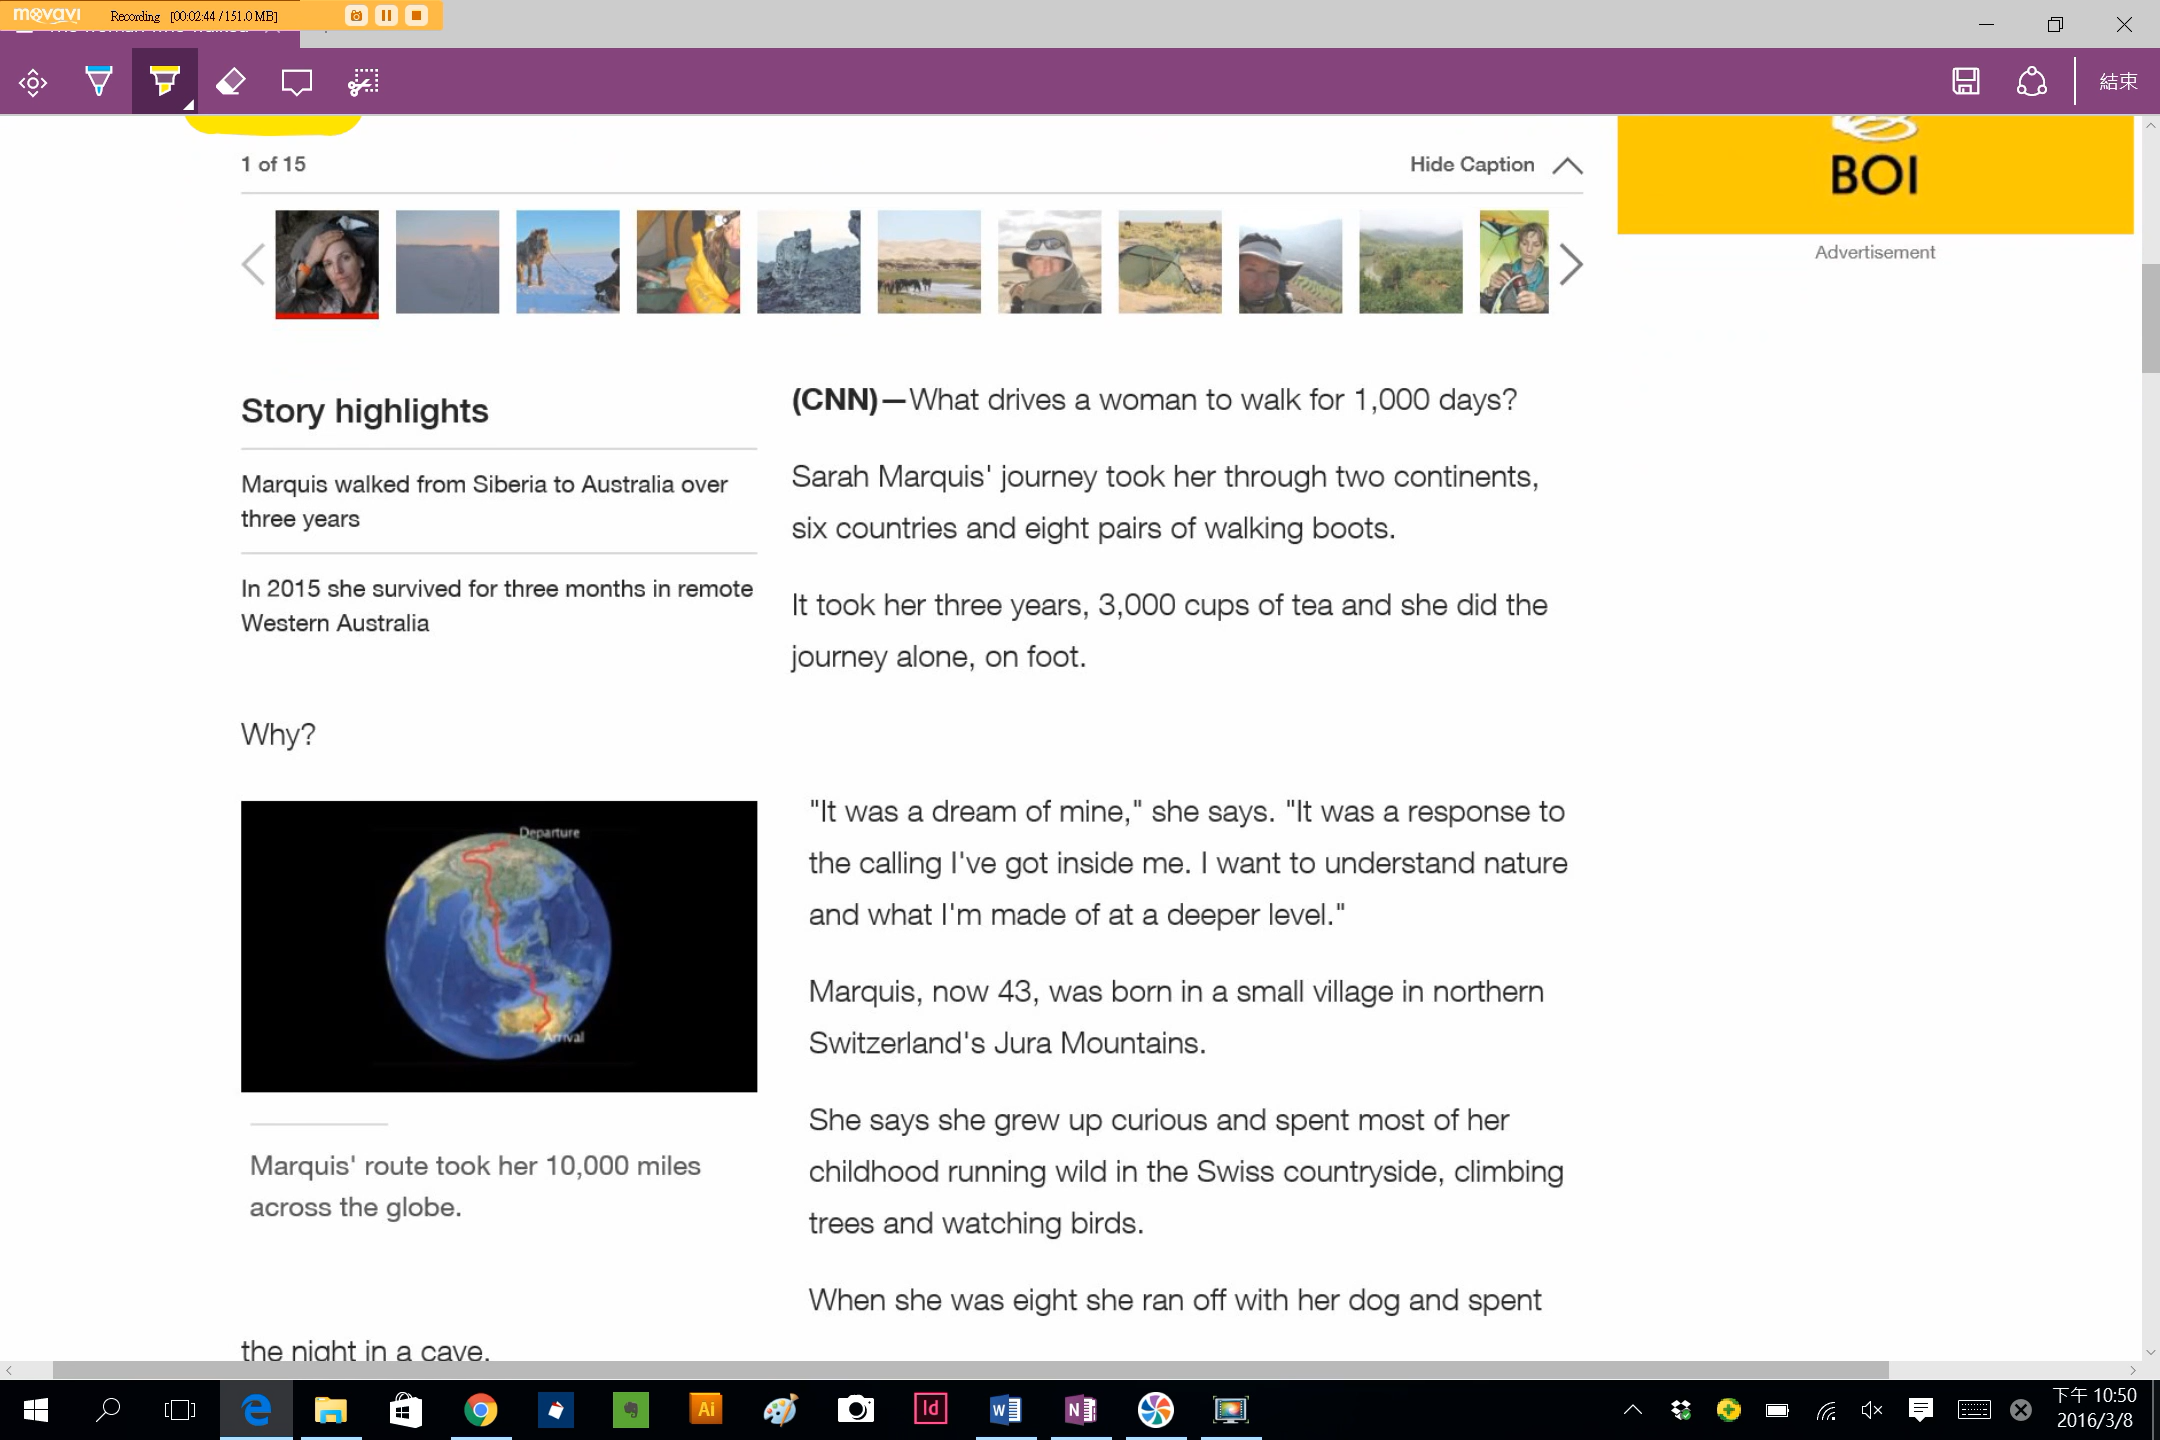 movavi Recording [00:02:44 / 151.0 MB]
結束
1 of 15
Hide Caption
BOI
Advertisement
Story highlights
Marquis walked from Siberia to Australia over
three years
In 2015 she survived for three months in remote
Western Australia
(CNN)—What drives a woman to walk for 1,000 days?
Sarah Marquis' journey took her through two continents,
six countries and eight pairs of walking boots.
It took her three years, 3,000 cups of tea and she did the
journey alone, on foot.
Why?
Departure
Arrival
Marquis' route took her 10,000 miles
across the globe.
"It was a dream of mine," she says. "It was a response to
the calling I've got inside me. I want to understand nature
and what I'm made of at a deeper level."
Marquis, now 43, was born in a small village in northern
Switzerland's Jura Mountains.
She says she grew up curious and spent most of her
childhood running wild in the Swiss countryside, climbing
trees and watching birds.
When she was eight she ran off with her dog and spent
the night in a cave.
Ai
Id
W
N
下午 10:50
2016/3/8